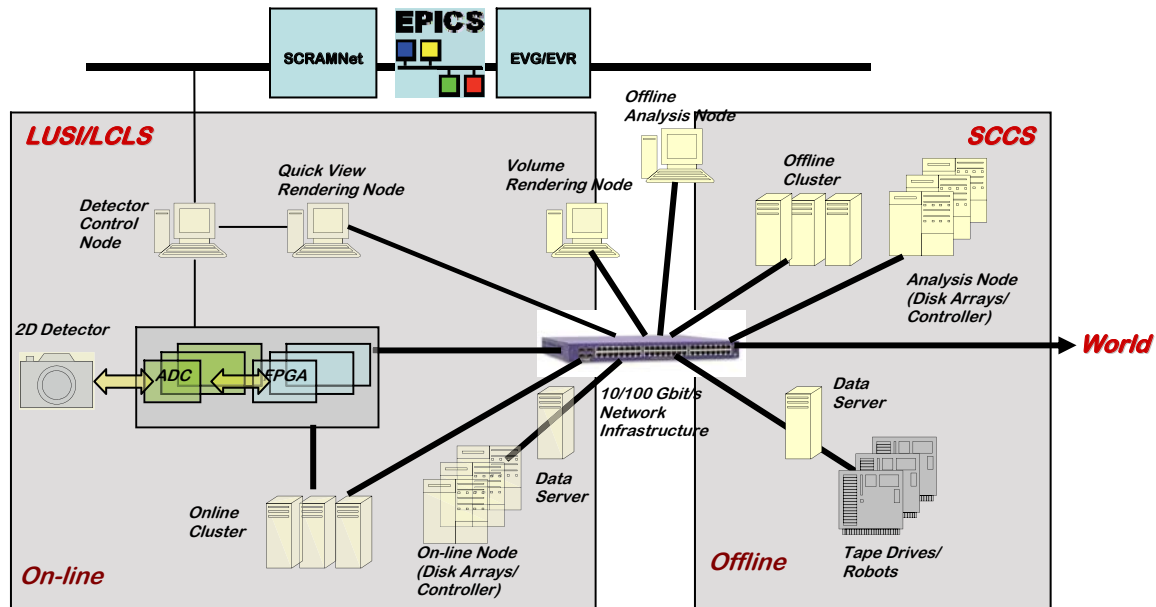 SCRAMNet
EPICS
EVG/EVR
LUSI/LCLS
Offline
Analysis Node
SCCS
Quick View
Rendering Node
Volume
Rendering Node
Offline
Cluster
Detector
Control
Node
Analysis Node
(Disk Arrays/
Controller)
2D Detector
World
ADC
FPGA
10/100 Gbit/s
Network
Infrastructure
Data
Server
Data
Server
Online
Cluster
On-line Node
(Disk Arrays/
Controller)
Tape Drives/
Robots
On-line
Offline